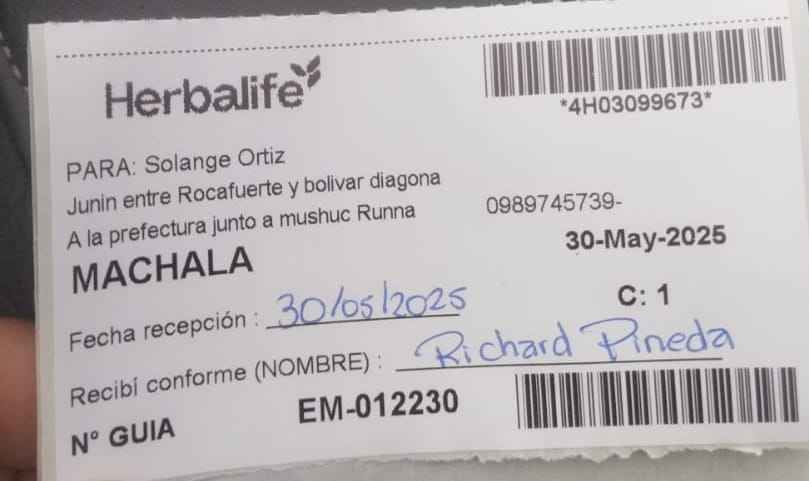 Herbalife
*4H03099673*
PARA: Solange Ortiz
Junin entre Rocafuerte y bolivar diagona
A la prefectura junto a mushuc Runna
0989745739-
MACHALA
30-May-2025
C: 1
Fecha recepción : 30/05/2025
Recibí conforme (NOMBRE) : Richard Pineda
N° GUIA EM-012230